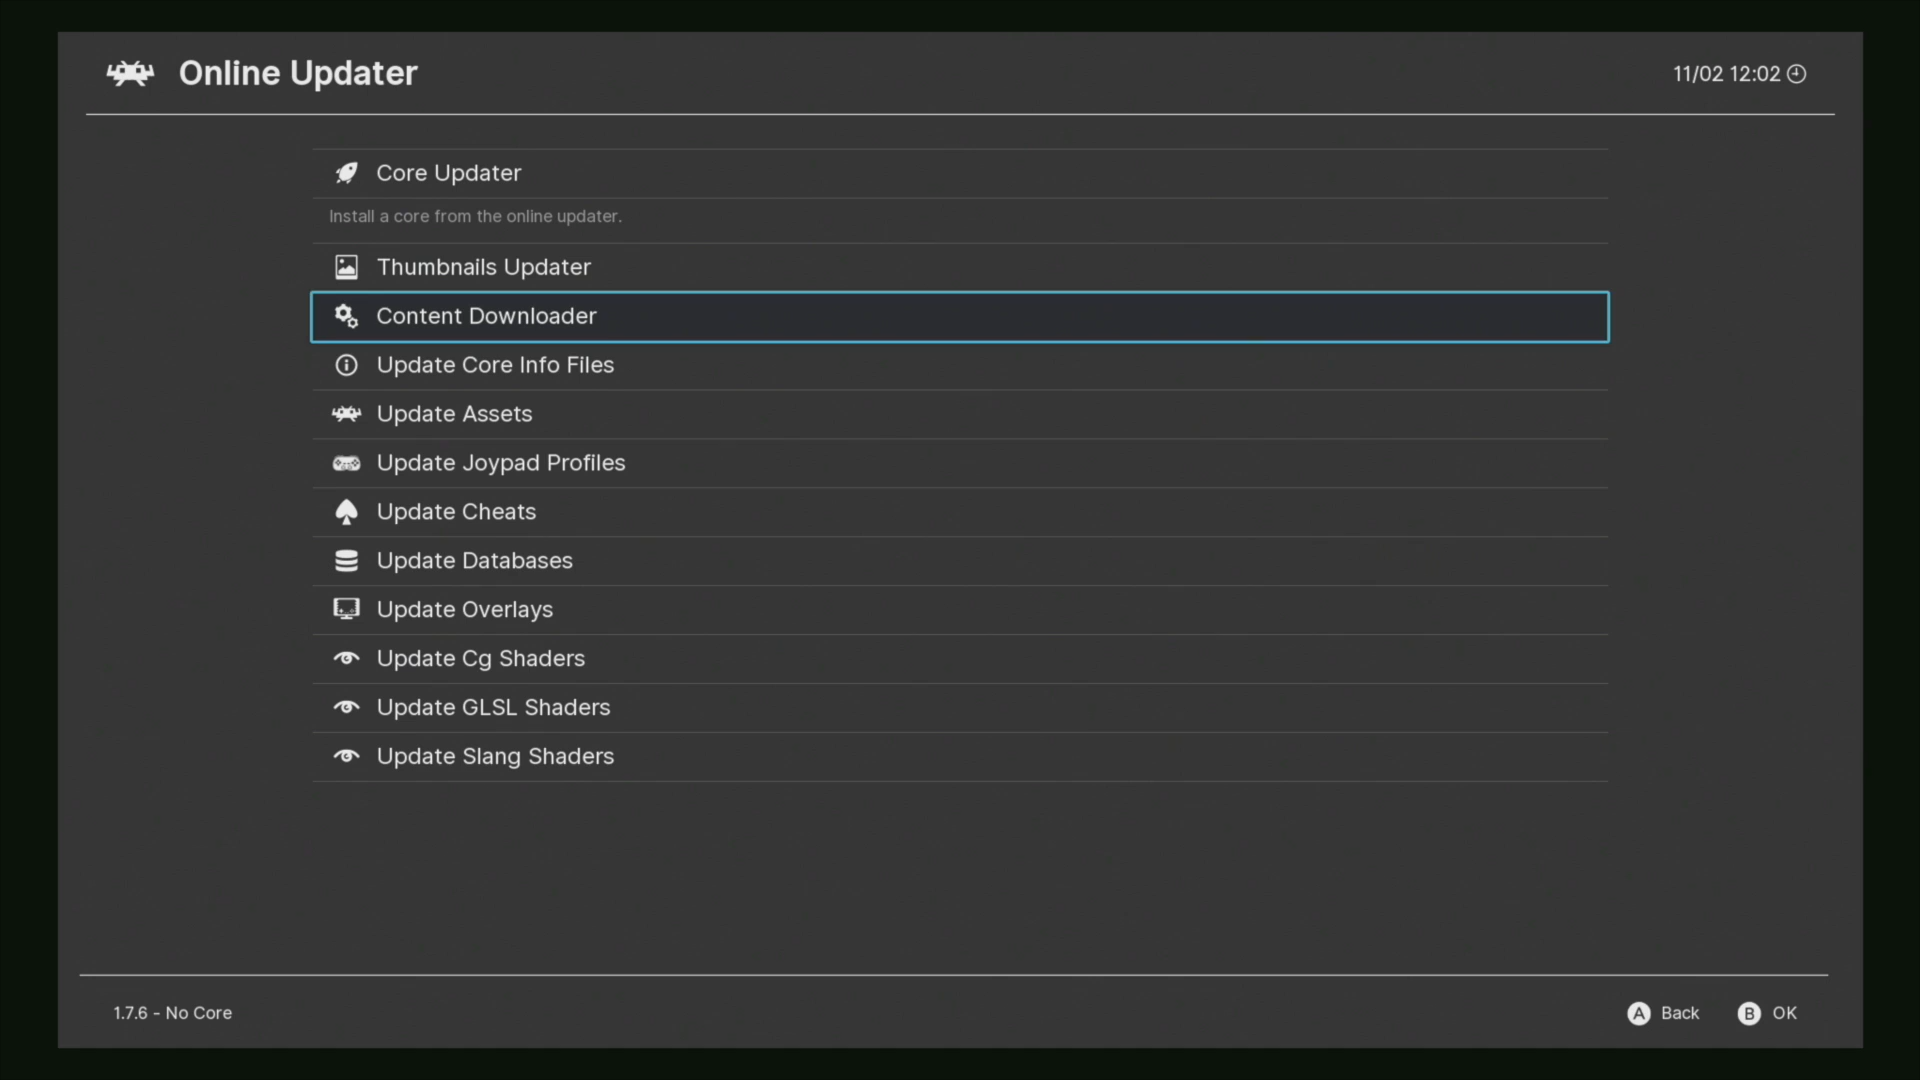 Online Updater
11/02 12:02
Core Updater
Install a core from the online updater.
Thumbnails Updater
Content Downloader
Update Core Info Files
Update Assets
Update Joypad Profiles
Update Cheats
Update Databases
Update Overlays
Update Cg Shaders
Update GLSL Shaders
Update Slang Shaders
1.7.6 - No Core
A Back B OK